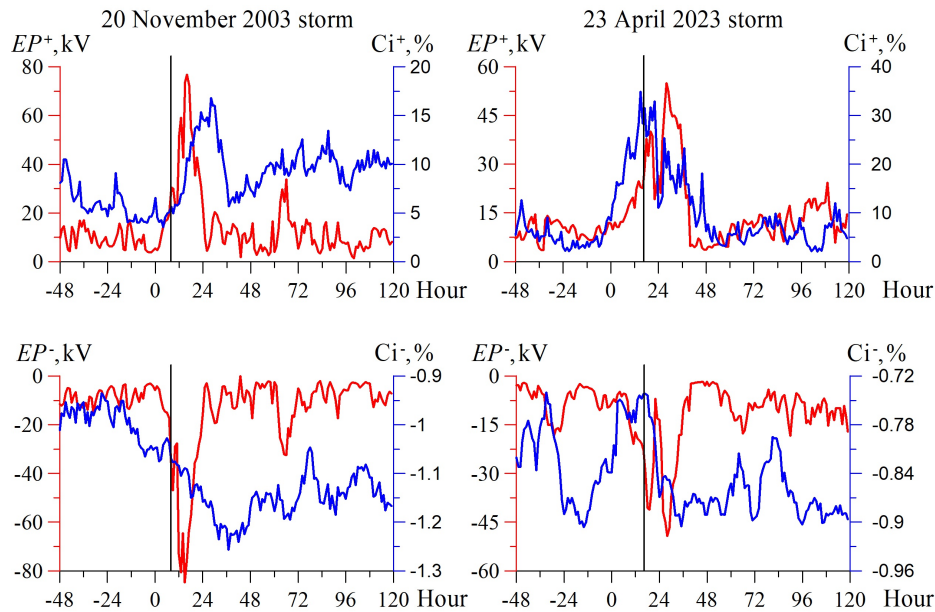 20 November 2003 storm 23 April 2023 storm
EP⁺,kV Ci⁺,% EP⁺,kV Ci⁺,%
80 20 60 40
60 15 45 30
40 10 30 20
20 5 15 10
0 0 0 0
-48 -24 0 24 48 72 96 120 Hour -48 -24 0 24 48 72 96 120 Hour
EP⁻,kV Ci⁻,% EP⁻,kV Ci⁻,%
0 -0.9 0 -0.72
-20 -1 -15 -0.78
-40 -1.1 -30 -0.84
-60 -1.2 -45 -0.9
-80 -1.3 -60 -0.96
-48 -24 0 24 48 72 96 120 Hour -48 -24 0 24 48 72 96 120 Hour